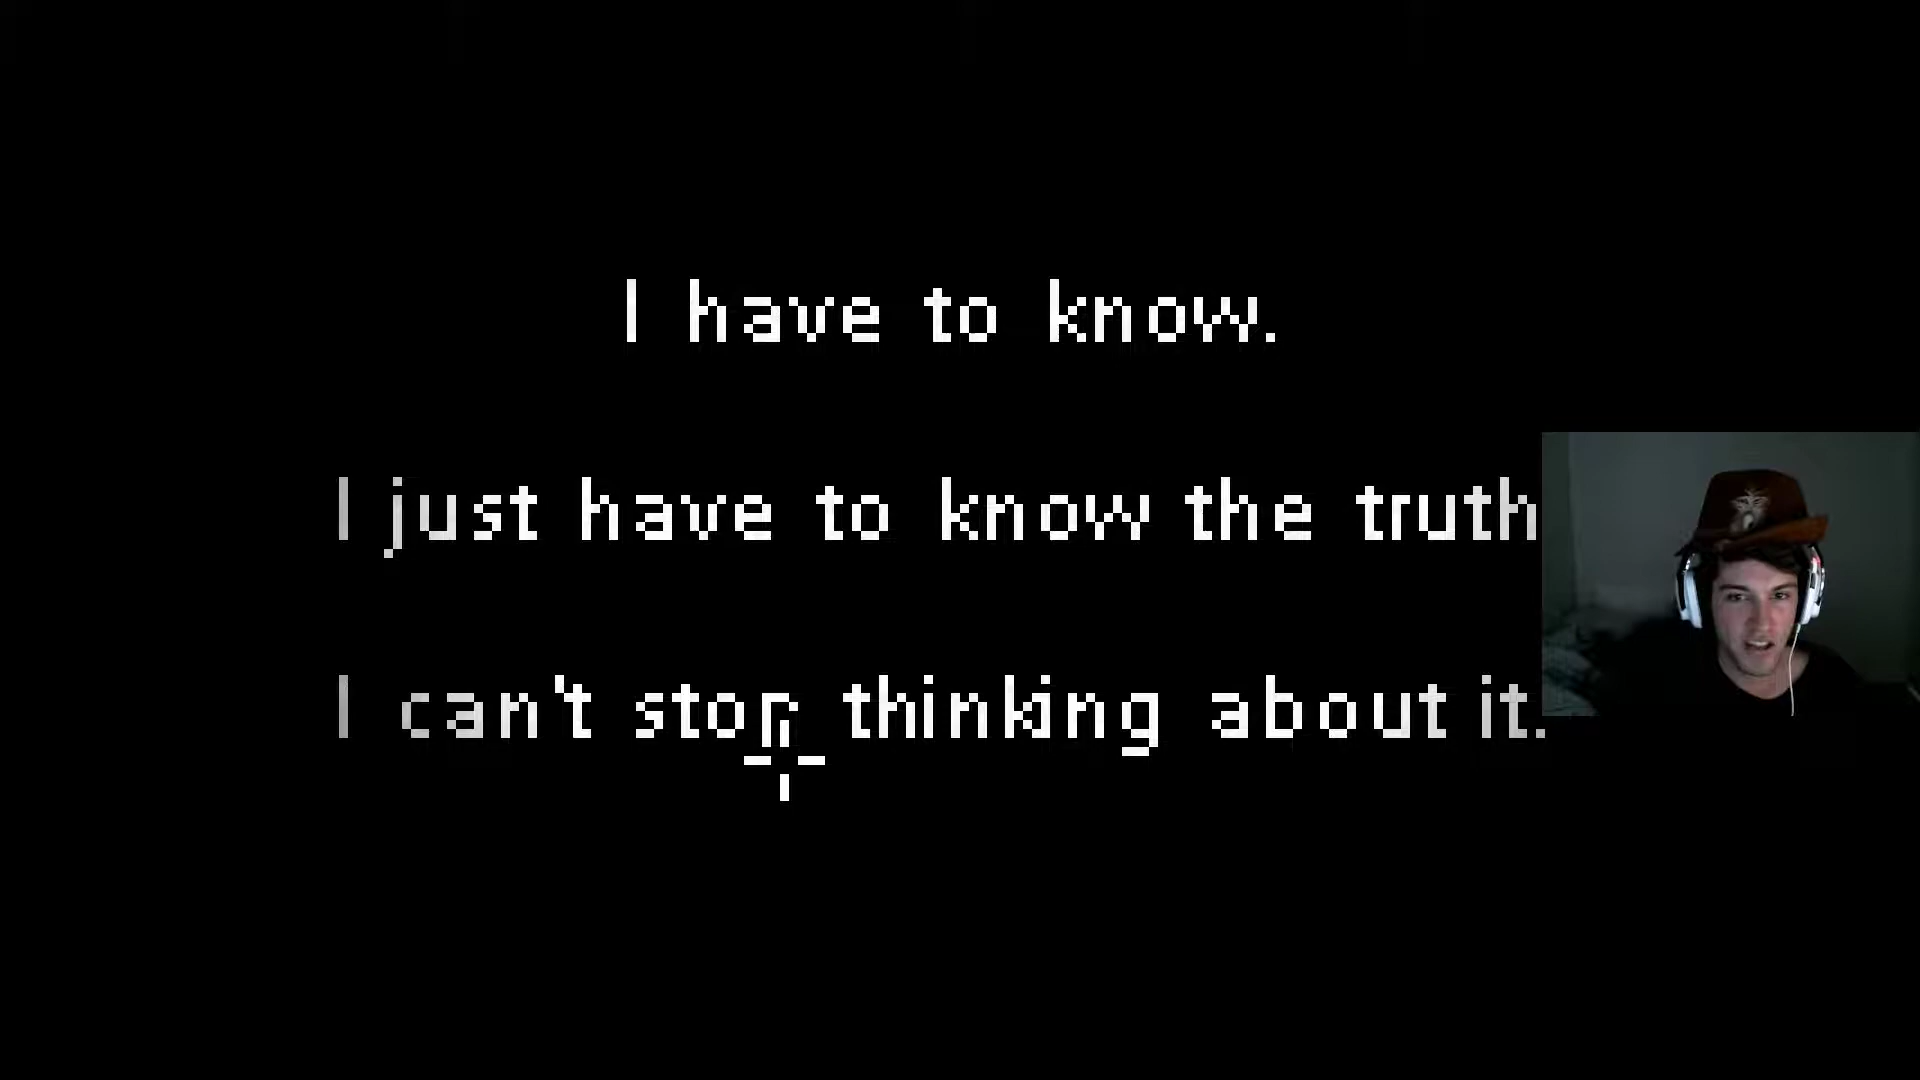 I have to know.
I just have to know the truth
I can't stop thinking about it.